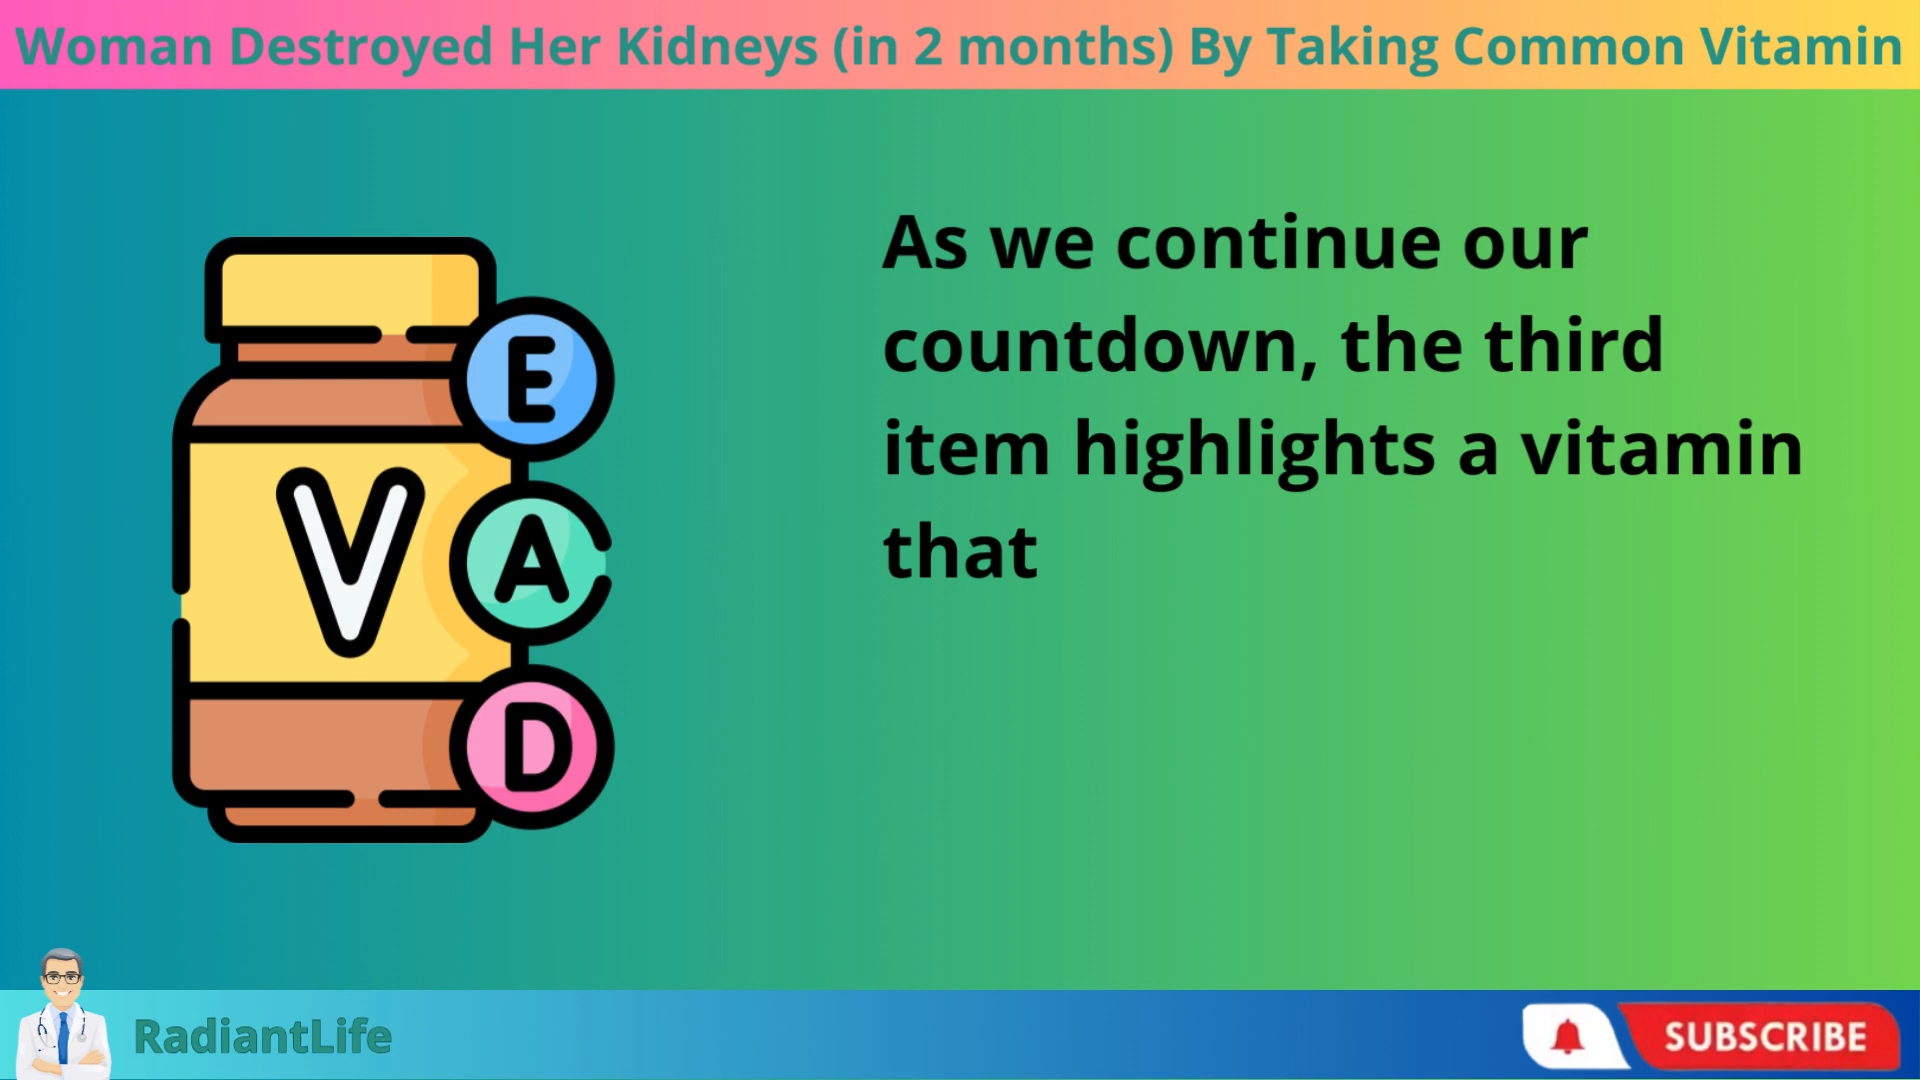 Woman Destroyed Her Kidneys (in 2 months) By Taking Common Vitamin
As we continue our
countdown, the third
item highlights a vitamin
that
V
E
A
D
RadiantLife
SUBSCRIBE